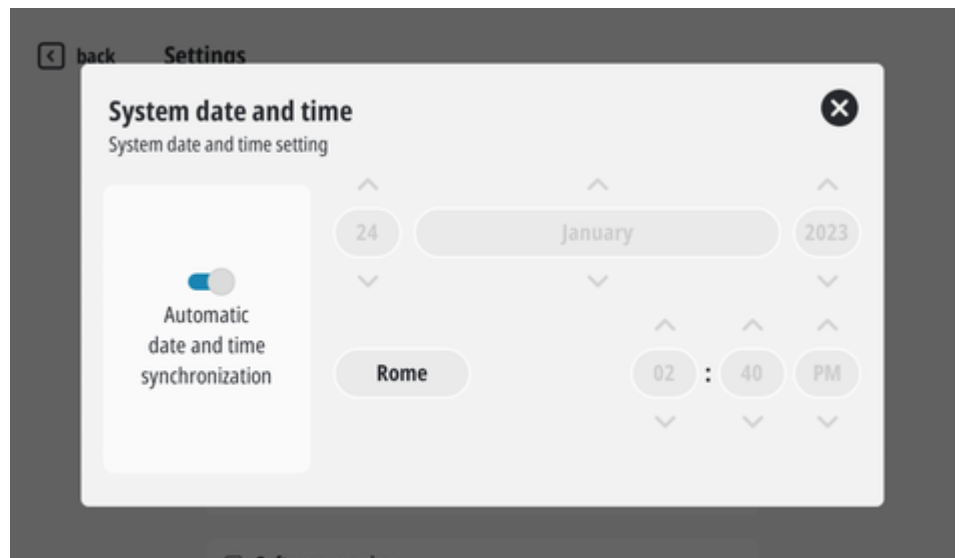 back Settings
System date and time
System date and time setting
24 January 2023
Automatic
date and time
synchronization
Rome 02 : 40 PM